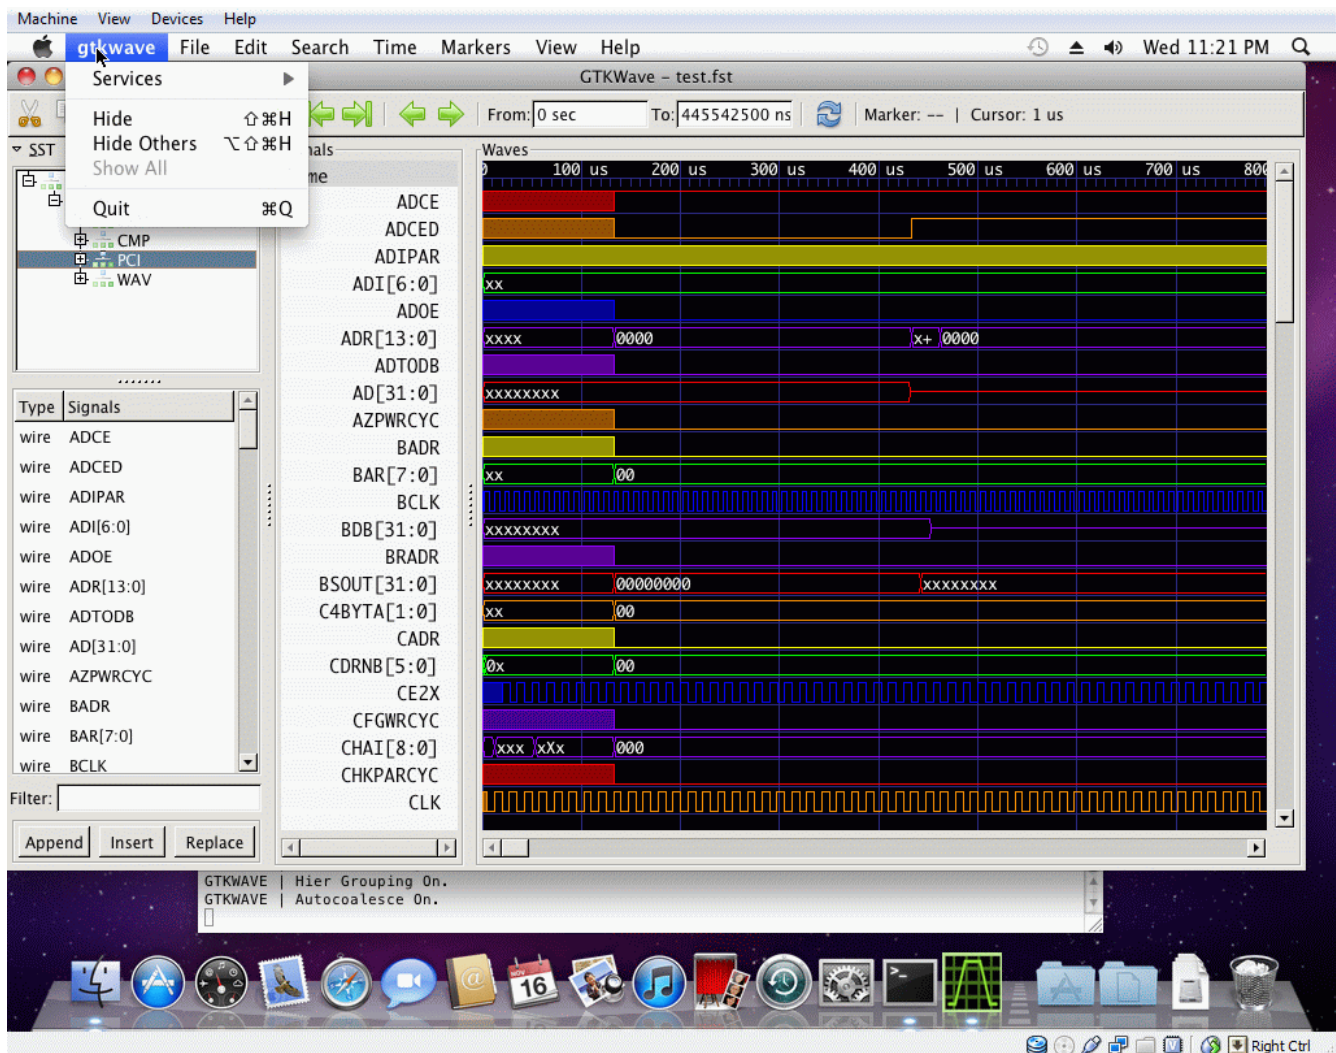 Machine View Devices Help
gtkwave File Edit Search Time Markers View Help Wed 11:21 PM
GTKWave – test.fst
Services
Hide ⇧⌘H
Hide Others ⌥⇧⌘H
Show All
Quit ⌘Q
From: 0 sec To: 445542500 ns Marker: -- | Cursor: 1 us
SST
CMP
PCI
WAV
Type Signals
wire ADCE
wire ADCED
wire ADIPAR
wire ADI[6:0]
wire ADOE
wire ADR[13:0]
wire ADTODB
wire AD[31:0]
wire AZPWRCYC
wire BADR
wire BAR[7:0]
wire BCLK
Filter:
Append Insert Replace
nals
me
ADCE
ADCED
ADIPAR
ADI[6:0]
ADOE
ADR[13:0]
ADTODB
AD[31:0]
AZPWRCYC
BADR
BAR[7:0]
BCLK
BDB[31:0]
BRADR
BSOUT[31:0]
C4BYTA[1:0]
CADR
CDRNB[5:0]
CE2X
CFGWRCYC
CHAI[8:0]
CHKPARCYC
CLK
Waves
0 100 us 200 us 300 us 400 us 500 us 600 us 700 us 800
xx
xxxx 0000 x+ 0000
xxxxxxxx
xx 00
xxxxxxxx
xxxxxxxx 00000000 xxxxxxxx
xx 00
0x 00
xxx xXx 000
GTKWAVE | Hier Grouping On.
GTKWAVE | Autocoalesce On.
NOV
16
Right Ctrl